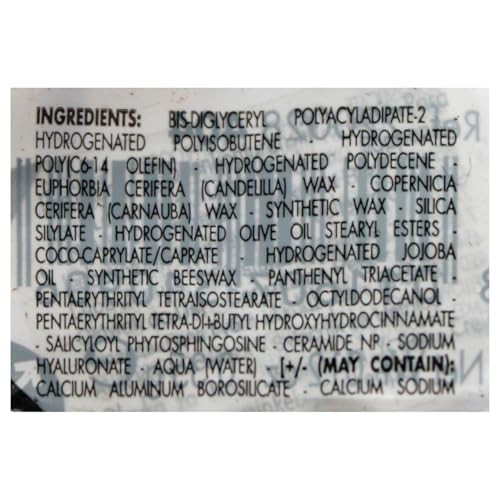 INGREDIENTS: BIS-DIGLYCERYL POLYACYLADIPATE-2 -
HYDROGENATED POLYISOBUTENE - HYDROGENATED
POLY(C6-14 OLEFIN) - HYDROGENATED POLYDECENE -
EUPHORBIA CERIFERA (CANDELILLA) WAX - COPERNICIA
CERIFERA (CARNAUBA) WAX - SYNTHETIC WAX - SILICA
SILYLATE - HYDROGENATED OLIVE OIL STEARYL ESTERS -
COCO-CAPRYLATE/CAPRATE - HYDROGENATED JOJOBA
OIL - SYNTHETIC BEESWAX - PANTHENYL TRIACETATE -
PENTAERYTHRITYL TETRAISOSTEARATE - OCTYLDODECANOL -
PENTAERYTHRITYL TETRA-DI-t-BUTYL HYDROXYHYDROCINNAMATE
- SALICYLOYL PHYTOSPHINGOSINE - CERAMIDE NP - SODIUM
HYALURONATE - AQUA (WATER) - [+/- (MAY CONTAIN):
CALCIUM ALUMINUM BOROSILICATE - CALCIUM SODIUM